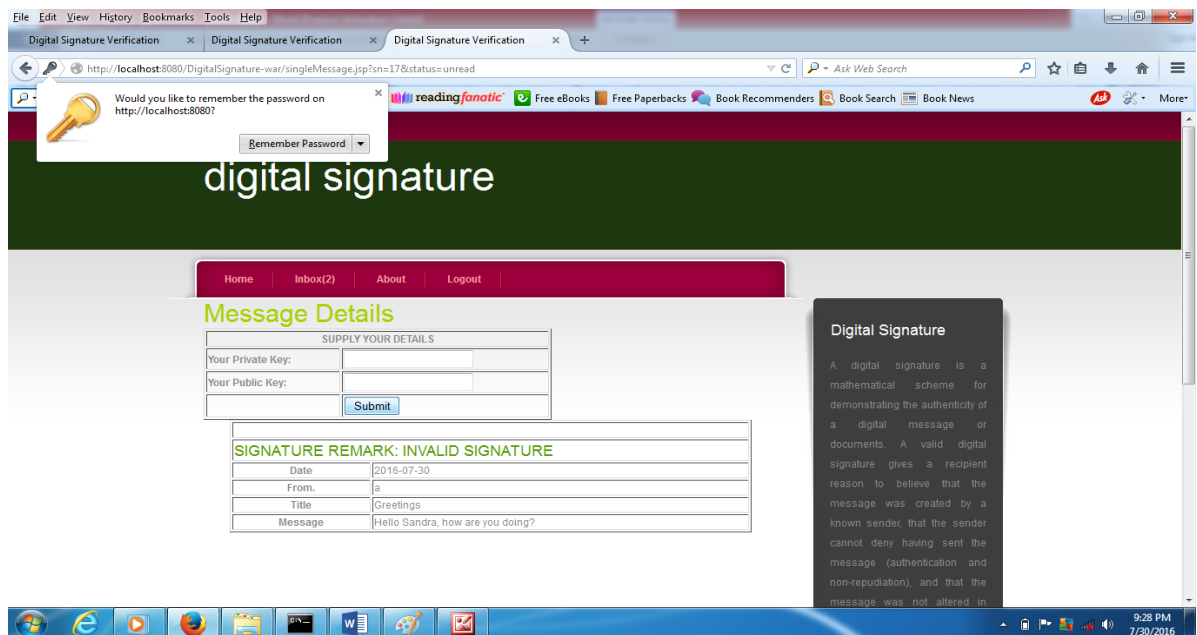 File Edit View History Bookmarks Tools Help
Digital Signature Verification × Digital Signature Verification × Digital Signature Verification × +
http://localhost:8080/DigitalSignature-war/singleMessage.jsp?sn=17&status=unread Ask Web Search
Would you like to remember the password on
http://localhost:8080?
Remember Password
readingfanatic Free eBooks Free Paperbacks Book Recommenders Book Search Book News Ask More
digital signature
Home Inbox(2) About Logout
Message Details
SUPPLY YOUR DETAILS
Your Private Key:
Your Public Key:
Submit
SIGNATURE REMARK: INVALID SIGNATURE
Date 2016-07-30
From. a
Title Greetings
Message Hello Sandra, how are you doing?
Digital Signature
A digital signature is a
mathematical scheme for
demonstrating the authenticity of
a digital message or
documents. A valid digital
signature gives a recipient
reason to believe that the
message was created by a
known sender, that the sender
cannot deny having sent the
message (authentication and
non-repudiation), and that the
message was not altered in
9:28 PM
7/30/2016